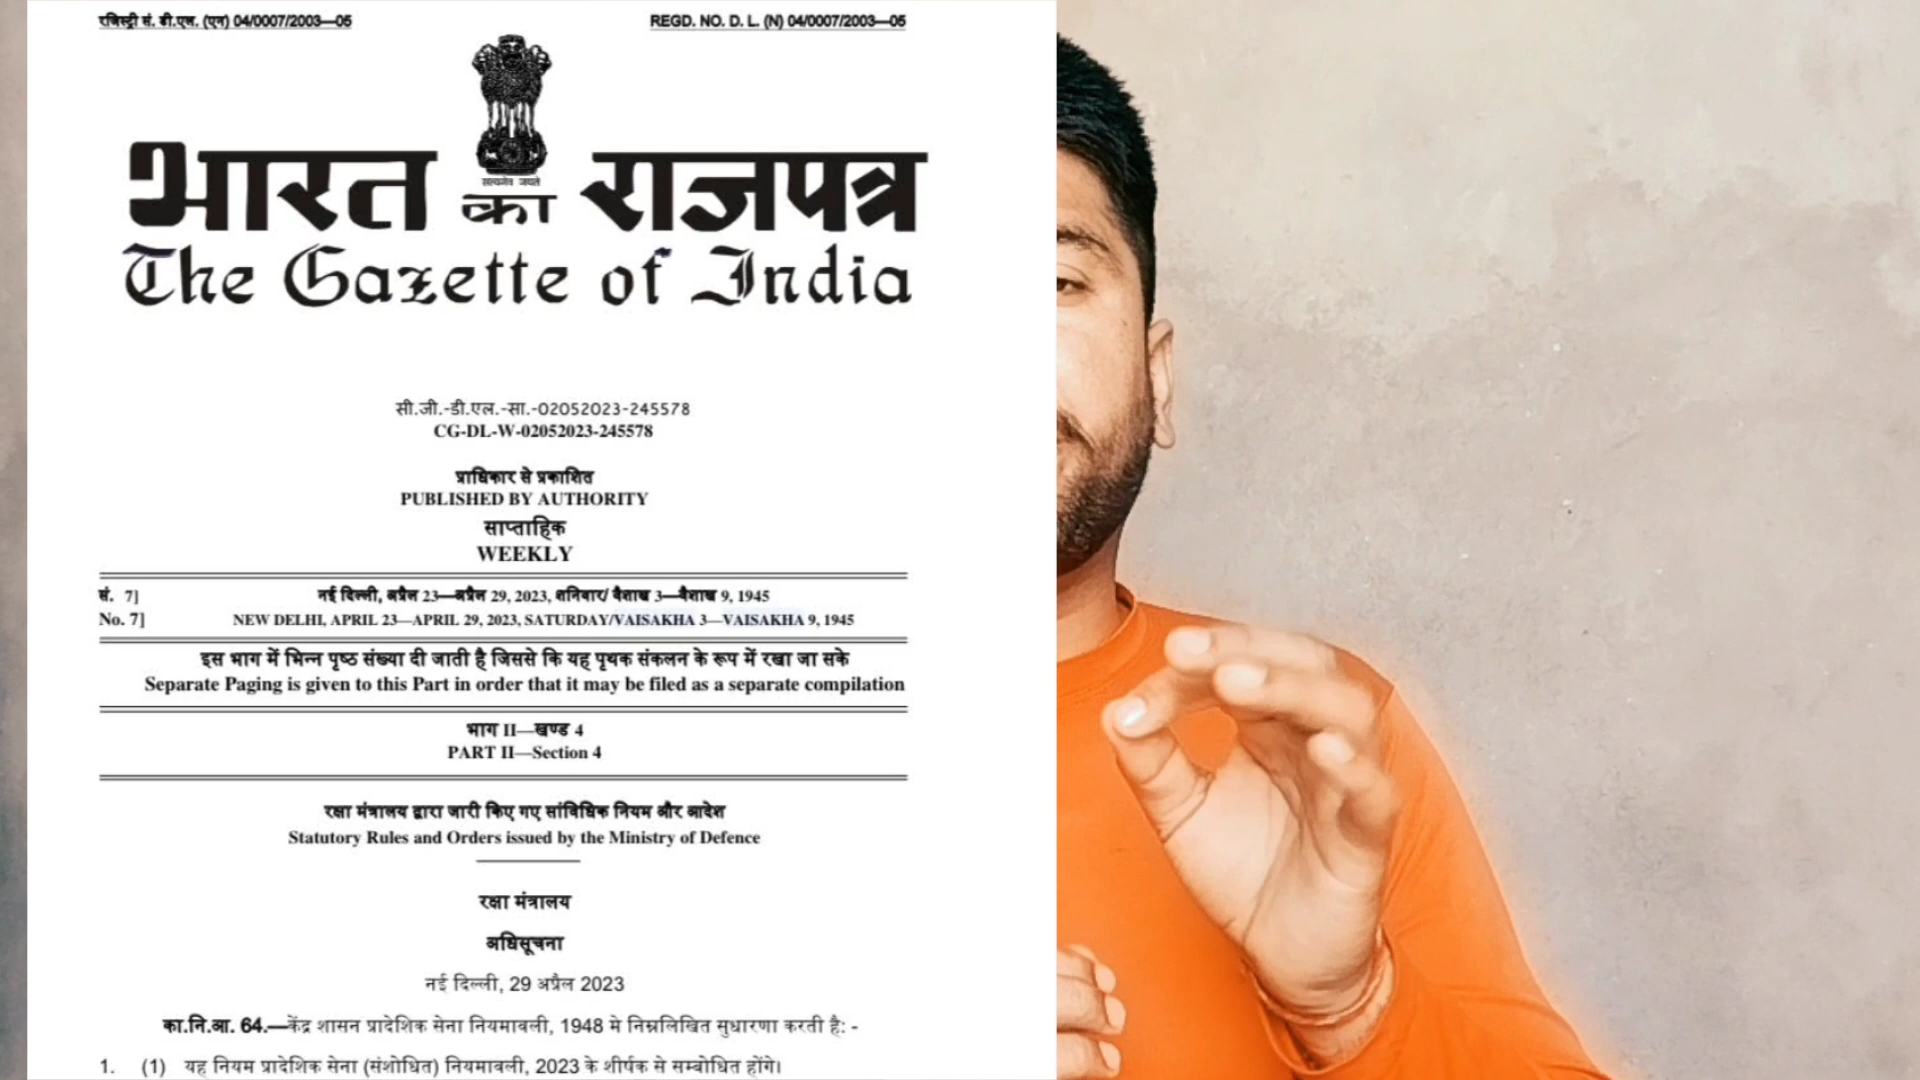 रजिस्ट्री सं. डी.एल. (एन) 04/0007/2003—05
REGD. NO. D. L. (N) 04/0007/2003—05
सत्यमेव जयते
भारत का राजपत्र
The Gazette of India
सी.जी.-डी.एल.-सा.-02052023-245578
CG-DL-W-02052023-245578
प्राधिकार से प्रकाशित
PUBLISHED BY AUTHORITY
साप्ताहिक
WEEKLY
सं. 7] नई दिल्ली, अप्रैल 23—अप्रैल 29, 2023, शनिवार/ वैशाख 3—वैशाख 9, 1945
No. 7] NEW DELHI, APRIL 23—APRIL 29, 2023, SATURDAY/VAISAKHA 3—VAISAKHA 9, 1945
इस भाग में भिन्न पृष्ठ संख्या दी जाती है जिससे कि यह पृथक संकलन के रूप में रखा जा सके
Separate Paging is given to this Part in order that it may be filed as a separate compilation
भाग II—खण्ड 4
PART II—Section 4
रक्षा मंत्रालय द्वारा जारी किए गए सांविधिक नियम और आदेश
Statutory Rules and Orders issued by the Ministry of Defence
रक्षा मंत्रालय
अधिसूचना
नई दिल्ली, 29 अप्रैल 2023
का.नि.आ. 64.—केंद्र शासन प्रादेशिक सेना नियमावली, 1948 मे निम्नलिखित सुधारणा करती है: -
1. (1) यह नियम प्रादेशिक सेना (संशोधित) नियमावली, 2023 के शीर्षक से सम्बोधित होंगे।